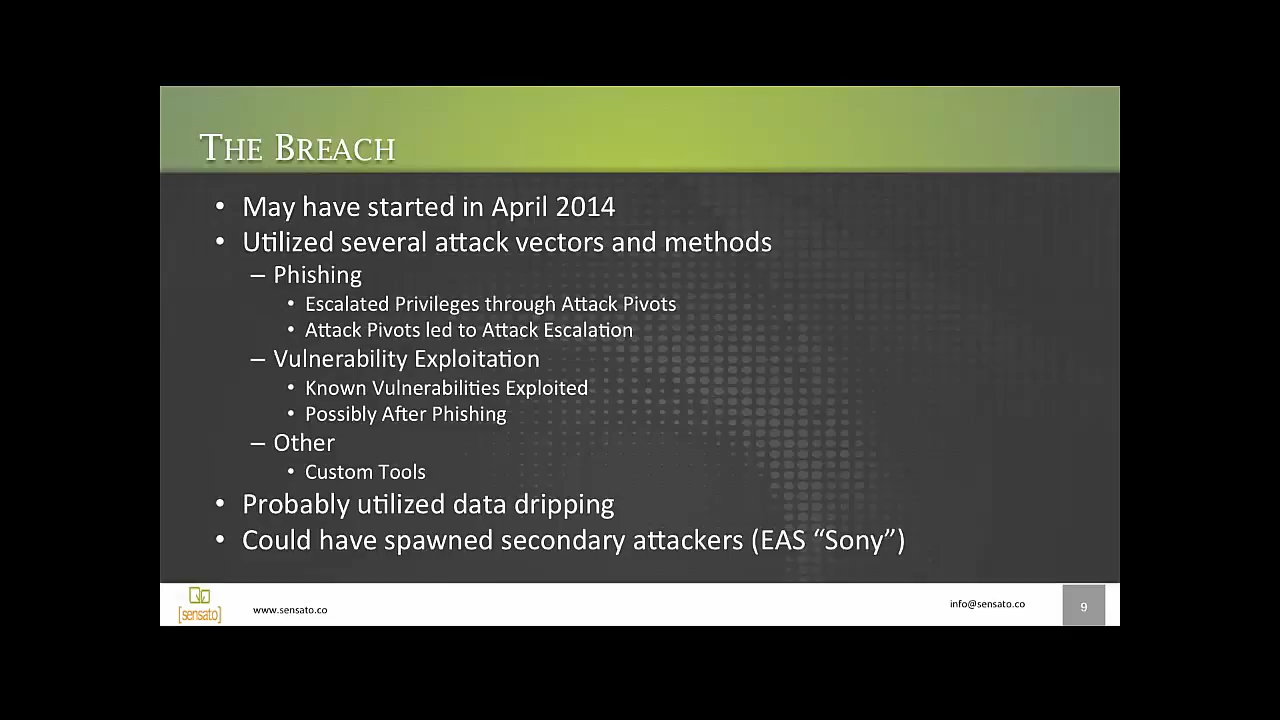 THE BREACH
• May have started in April 2014
• Utilized several attack vectors and methods
– Phishing
• Escalated Privileges through Attack Pivots
• Attack Pivots led to Attack Escalation
– Vulnerability Exploitation
• Known Vulnerabilities Exploited
• Possibly After Phishing
– Other
• Custom Tools
• Probably utilized data dripping
• Could have spawned secondary attackers (EAS “Sony”)
[sensato]
www.sensato.co
info@sensato.co
9